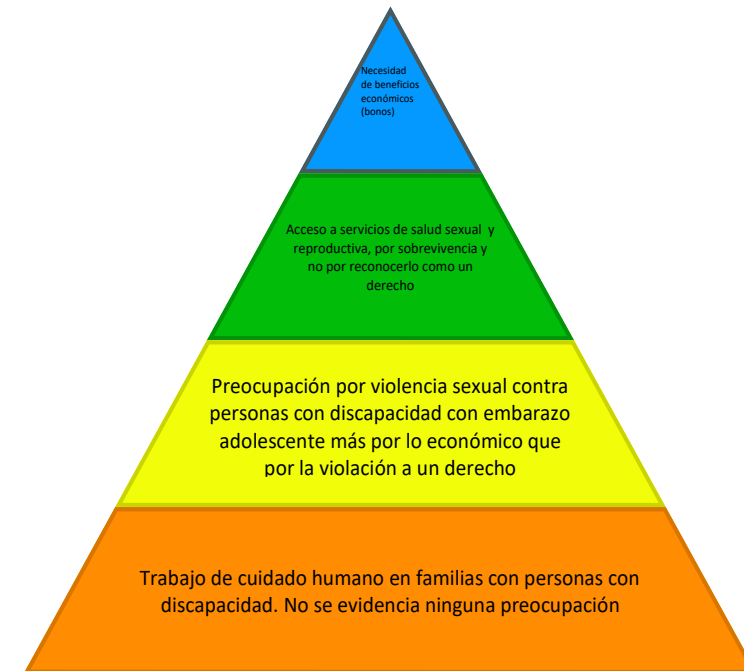 Necesidad
de beneficios
económicos
(bonos)
Acceso a servicios de salud sexual y
reproductiva, por sobrevivencia y
no por reconocerlo como un
derecho
Preocupación por violencia sexual contra
personas con discapacidad con embarazo
adolescente más por lo económico que
por la violación a un derecho
Trabajo de cuidado humano en familias con personas con
discapacidad. No se evidencia ninguna preocupación